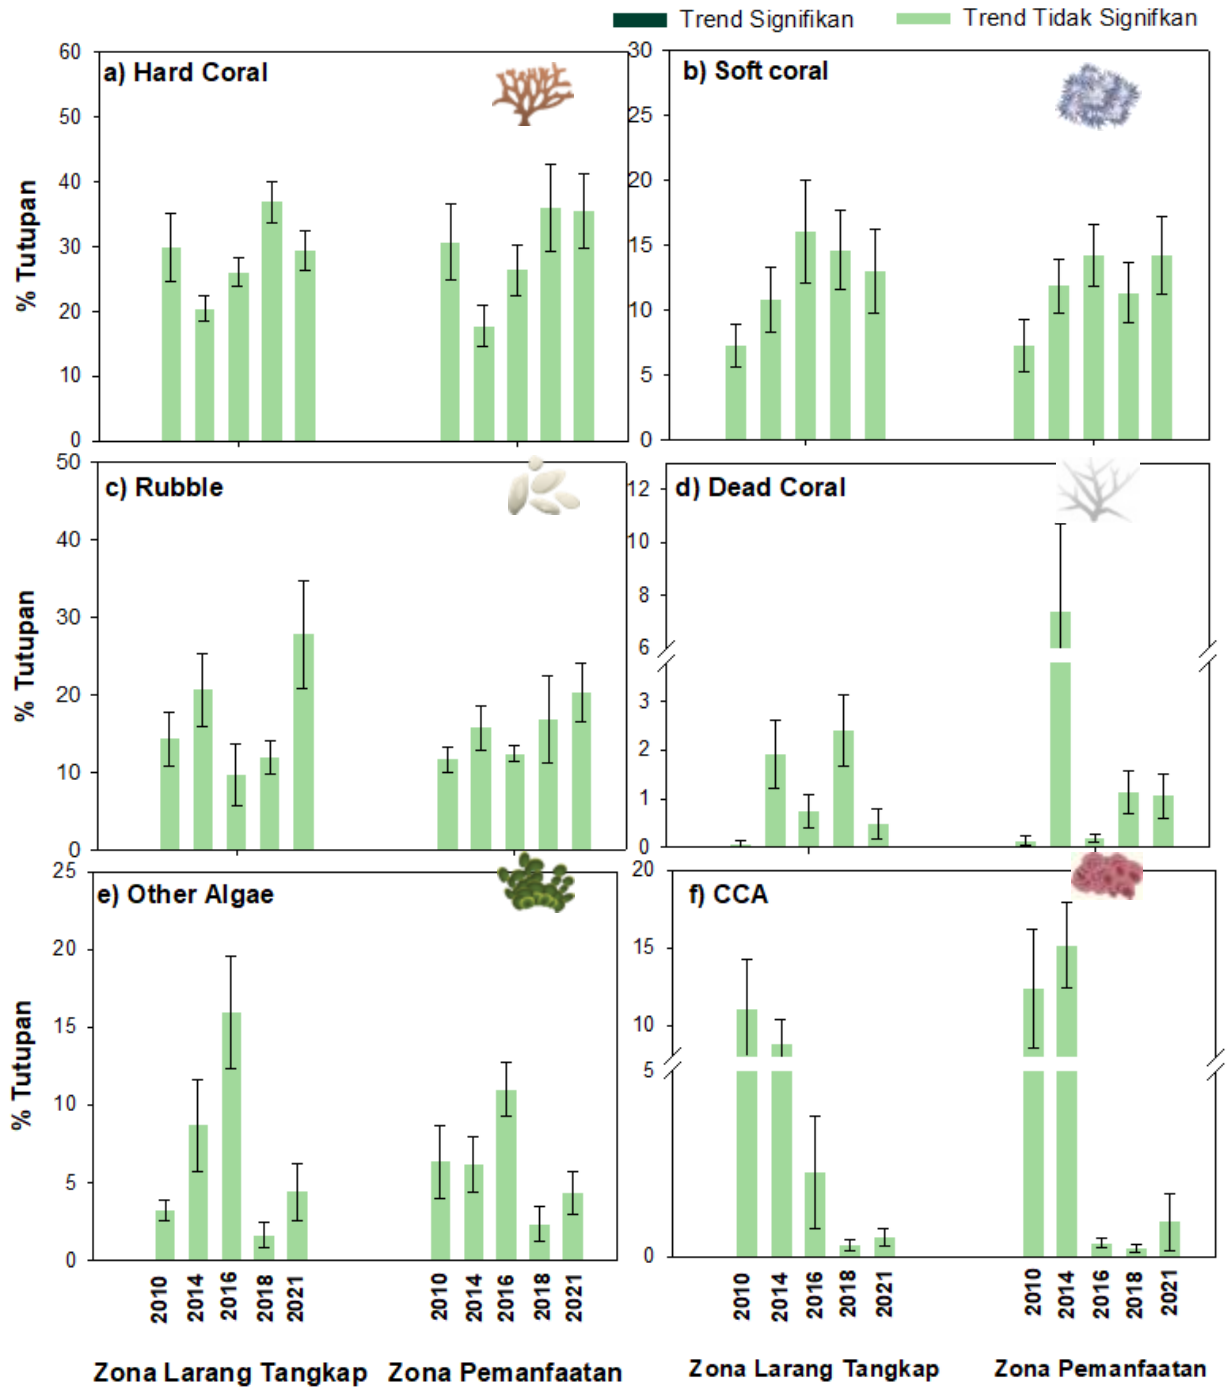 Trend Signifikan
Trend Tidak Signifkan
a) Hard Coral
% Tutupan
60
50
40
30
20
10
0
b) Soft coral
30
25
20
15
10
5
0
c) Rubble
% Tutupan
50
40
30
20
10
0
d) Dead Coral
12
10
8
6
3
2
1
0
e) Other Algae
% Tutupan
25
20
15
10
5
0
2010 2014 2016 2018 2021
2010 2014 2016 2018 2021
Zona Larang Tangkap
Zona Pemanfaatan
f) CCA
20
15
10
5
0
2010 2014 2016 2018 2021
2010 2014 2016 2018 2021
Zona Larang Tangkap
Zona Pemanfaatan